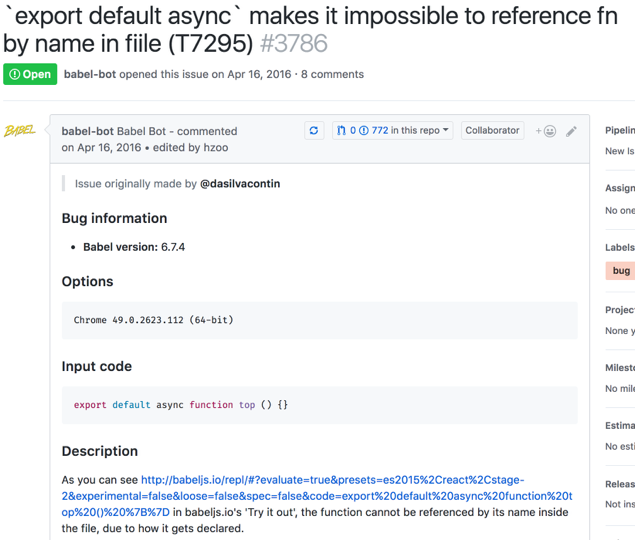 `export default async` makes it impossible to reference fn
by name in fiile (T7295) #3786
Open babel-bot opened this issue on Apr 16, 2016 · 8 comments
BABEL
babel-bot Babel Bot - commented
on Apr 16, 2016 • edited by hzoo
0 772 in this repo
Collaborator
Issue originally made by @dasilvacontin
Bug information
• Babel version: 6.7.4
Options
Chrome 49.0.2623.112 (64-bit)
Input code
export default async function top () {}
Description
As you can see http://babeljs.io/repl/#?evaluate=true&presets=es2015%2Creact%2Cstage-
2&experimental=false&loose=false&spec=false&code=export%20default%20async%20function%20t
op%20()%20%7B%7D in babeljs.io's 'Try it out', the function cannot be referenced by its name inside
the file, due to how it gets declared.
Pipelin
New Is
Assign
No one
Labels
bug
Projec
None y
Milest
No mil
Estima
No esti
Releas
Not ins